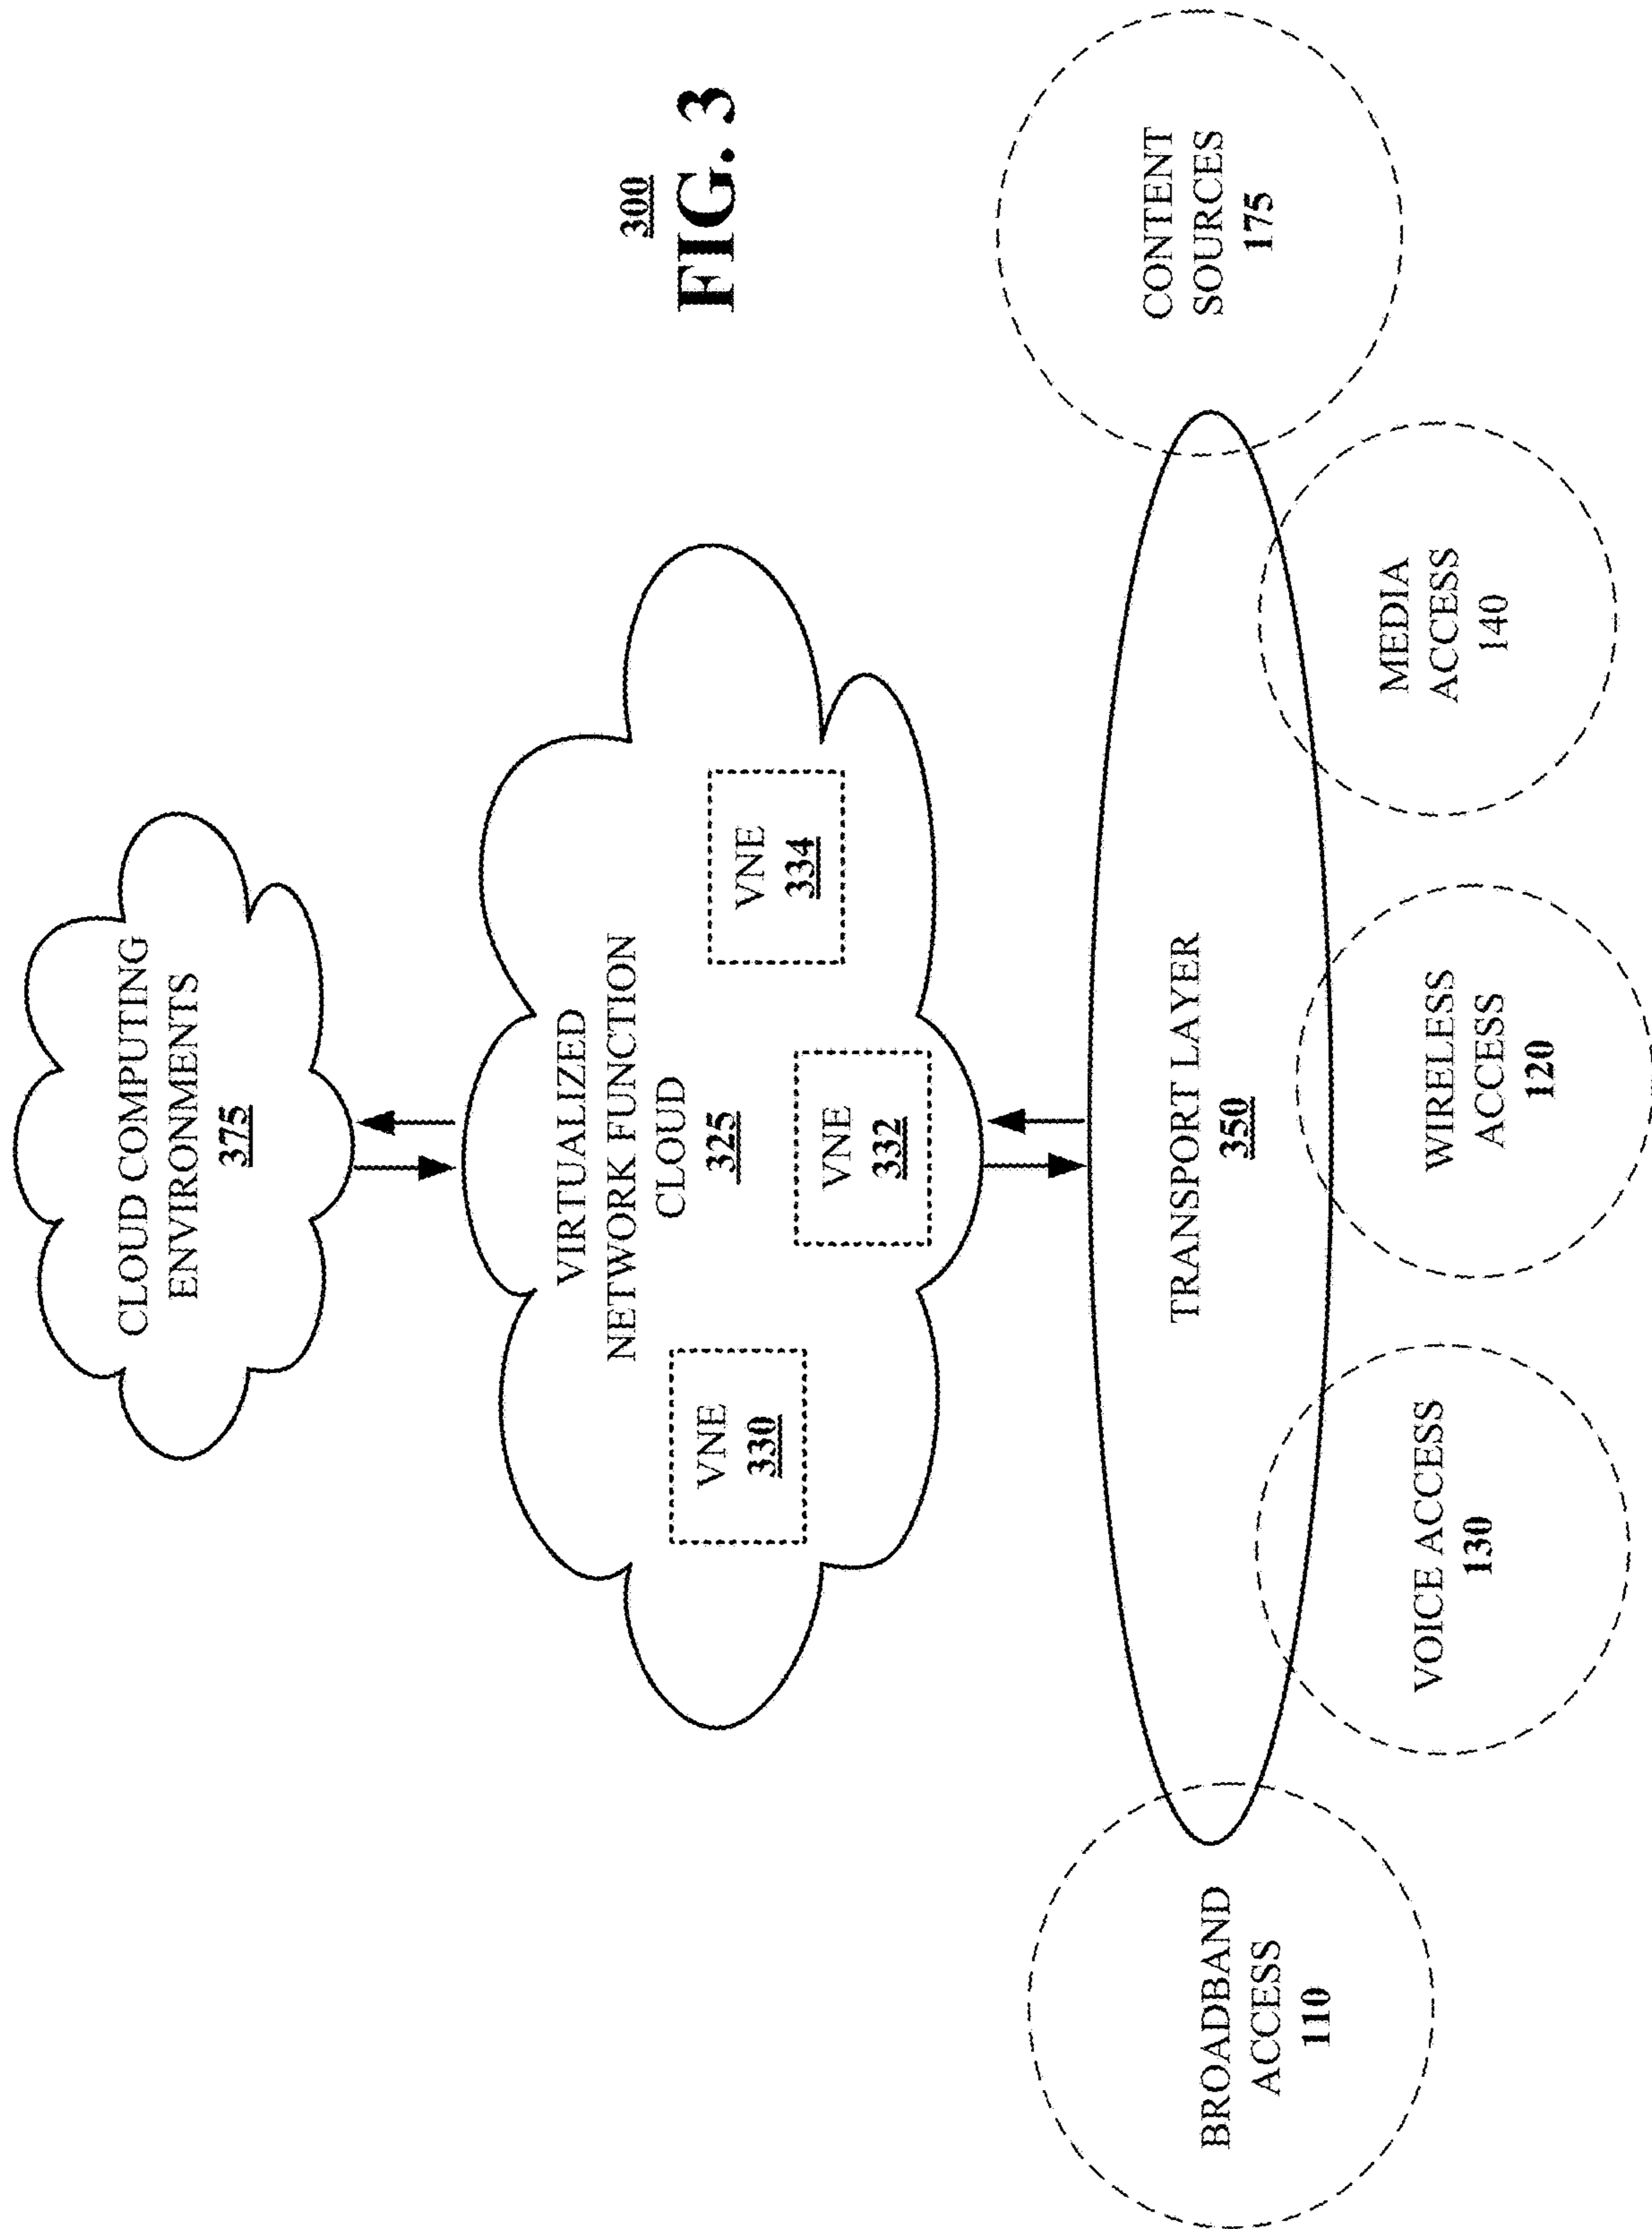 CLOUD COMPUTING
ENVIRONMENTS
375
VIRTUALIZED
NETWORK FUNCTION
CLOUD
325
VNE
330
VNE
332
VNE
334
300
FIG. 3
TRANSPORT LAYER
350
BROADBAND
ACCESS
110
VOICE ACCESS
130
WIRELESS
ACCESS
120
MEDIA
ACCESS
140
CONTENT
SOURCES
175